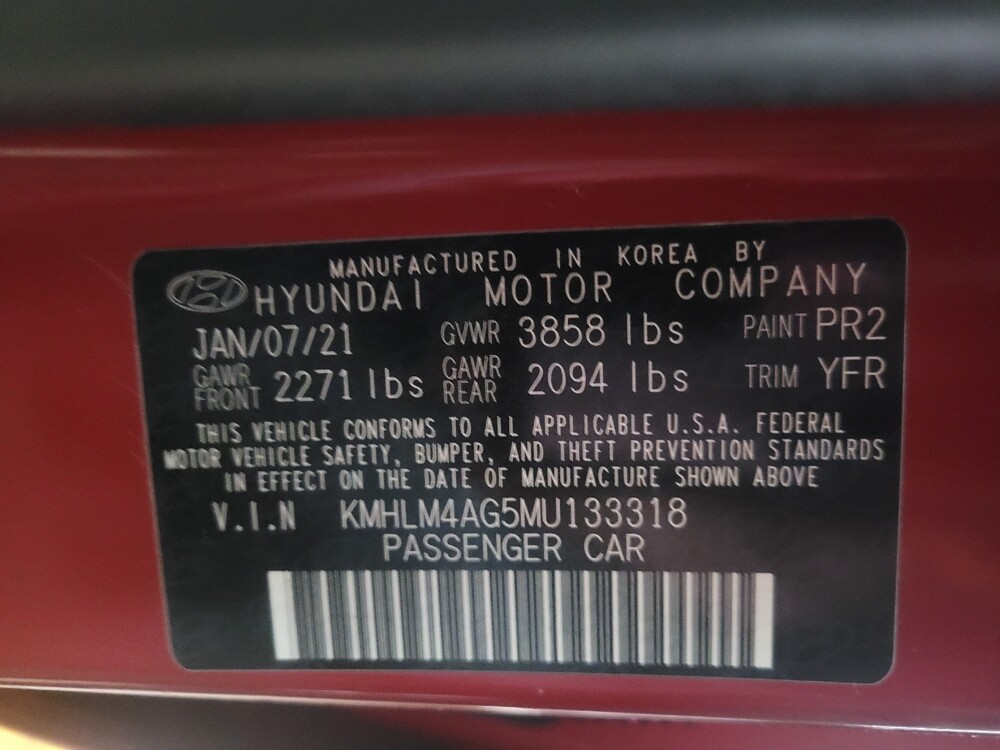 MANUFACTURED IN KOREA BY
HYUNDAI MOTOR COMPANY
JAN/07/21 GVWR 3858 lbs PAINT PR2
GAWR FRONT 2271 lbs GAWR REAR 2094 lbs TRIM YFR
THIS VEHICLE CONFORMS TO ALL APPLICABLE U.S.A. FEDERAL
MOTOR VEHICLE SAFETY, BUMPER, AND THEFT PREVENTION STANDARDS
IN EFFECT ON THE DATE OF MANUFACTURE SHOWN ABOVE
V.I.N KMHLM4AG5MU133318
PASSENGER CAR